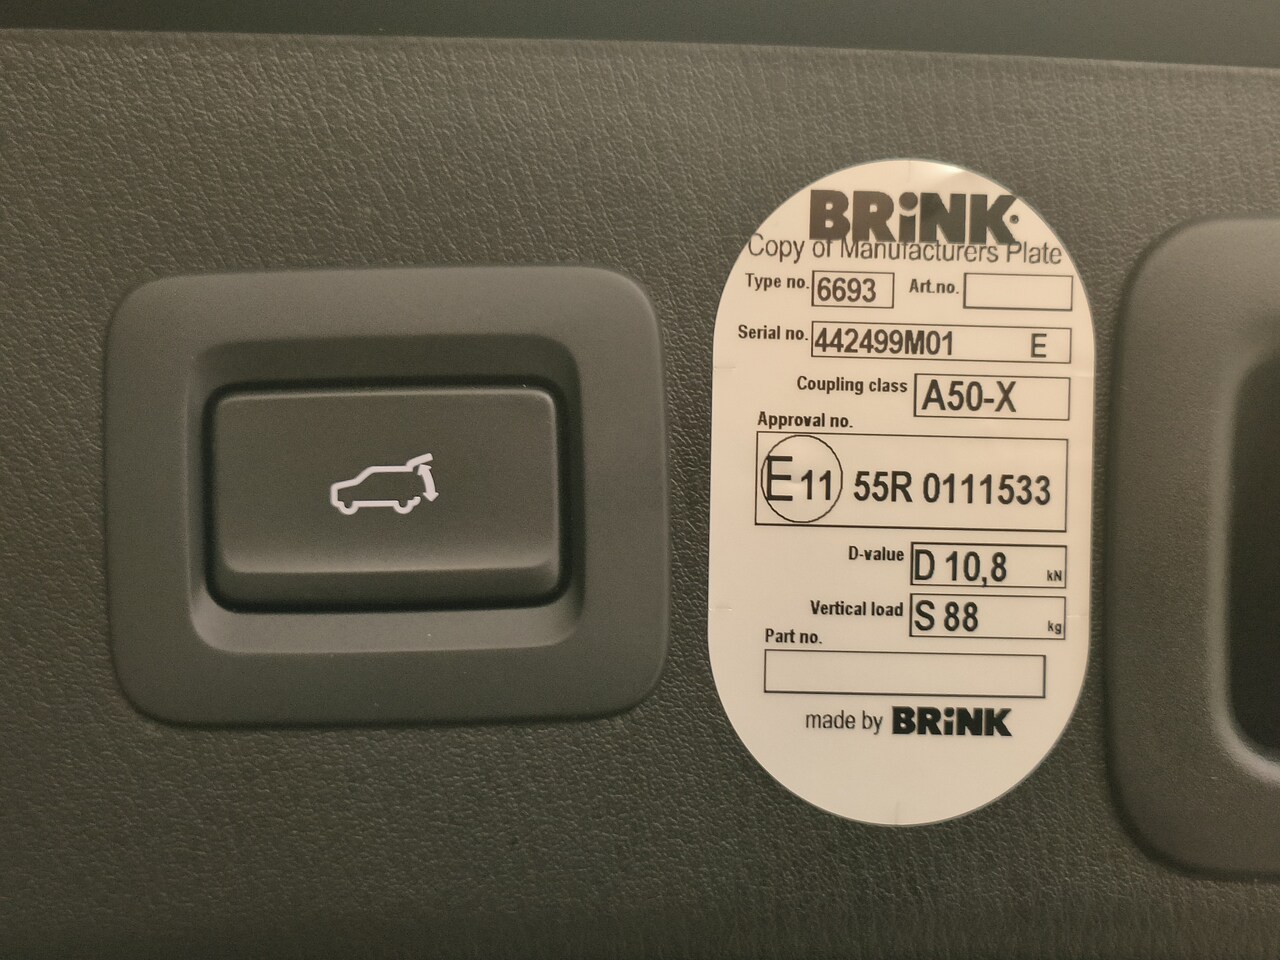 BRiNK
Copy of Manufacturers Plate
Type no. 6693 Art.no.
Serial no. 442499M01 E
Coupling class A50-X
Approval no.
E11 55R 0111533
D-value D 10,8 kN
Vertical load S 88 kg
Part no.
made by BRiNK